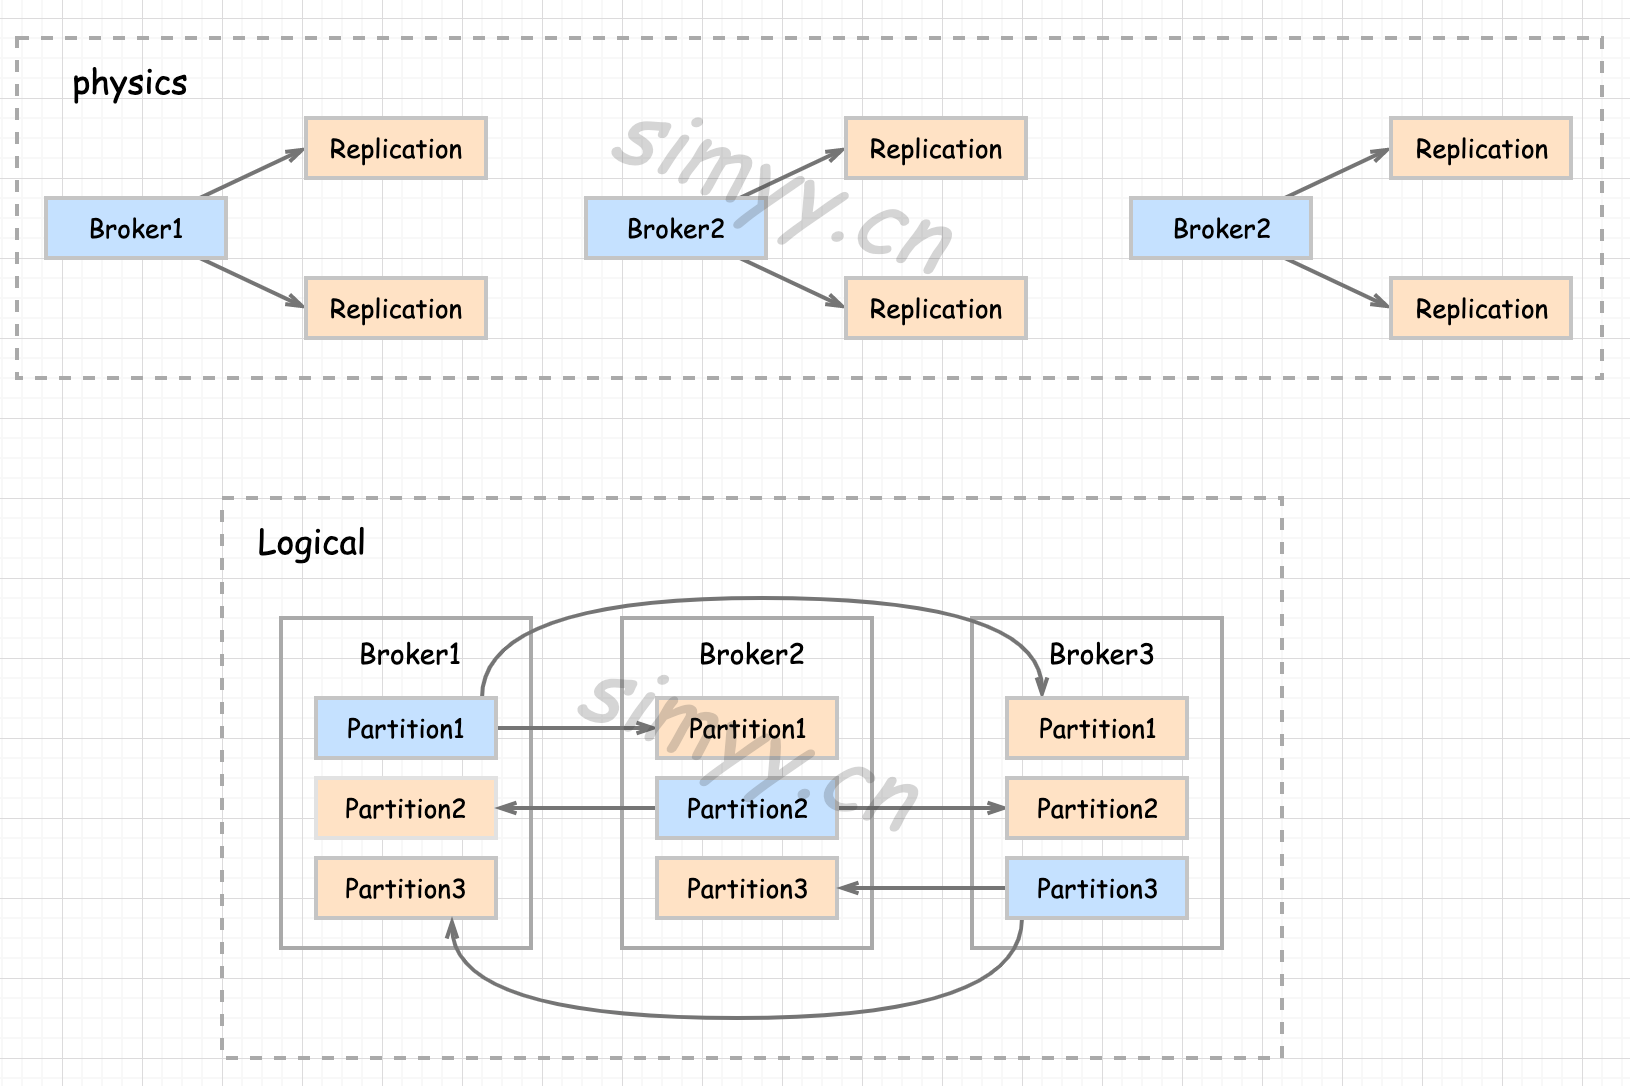 physics
Replication
Replication
Replication
Broker1
Broker2
Broker2
Replication
Replication
Replication
simyy.cn
Logical
Broker1
Broker2
Broker3
Partition1
Partition1
Partition1
Partition2
Partition2
Partition2
Partition3
Partition3
Partition3
simyy.cn